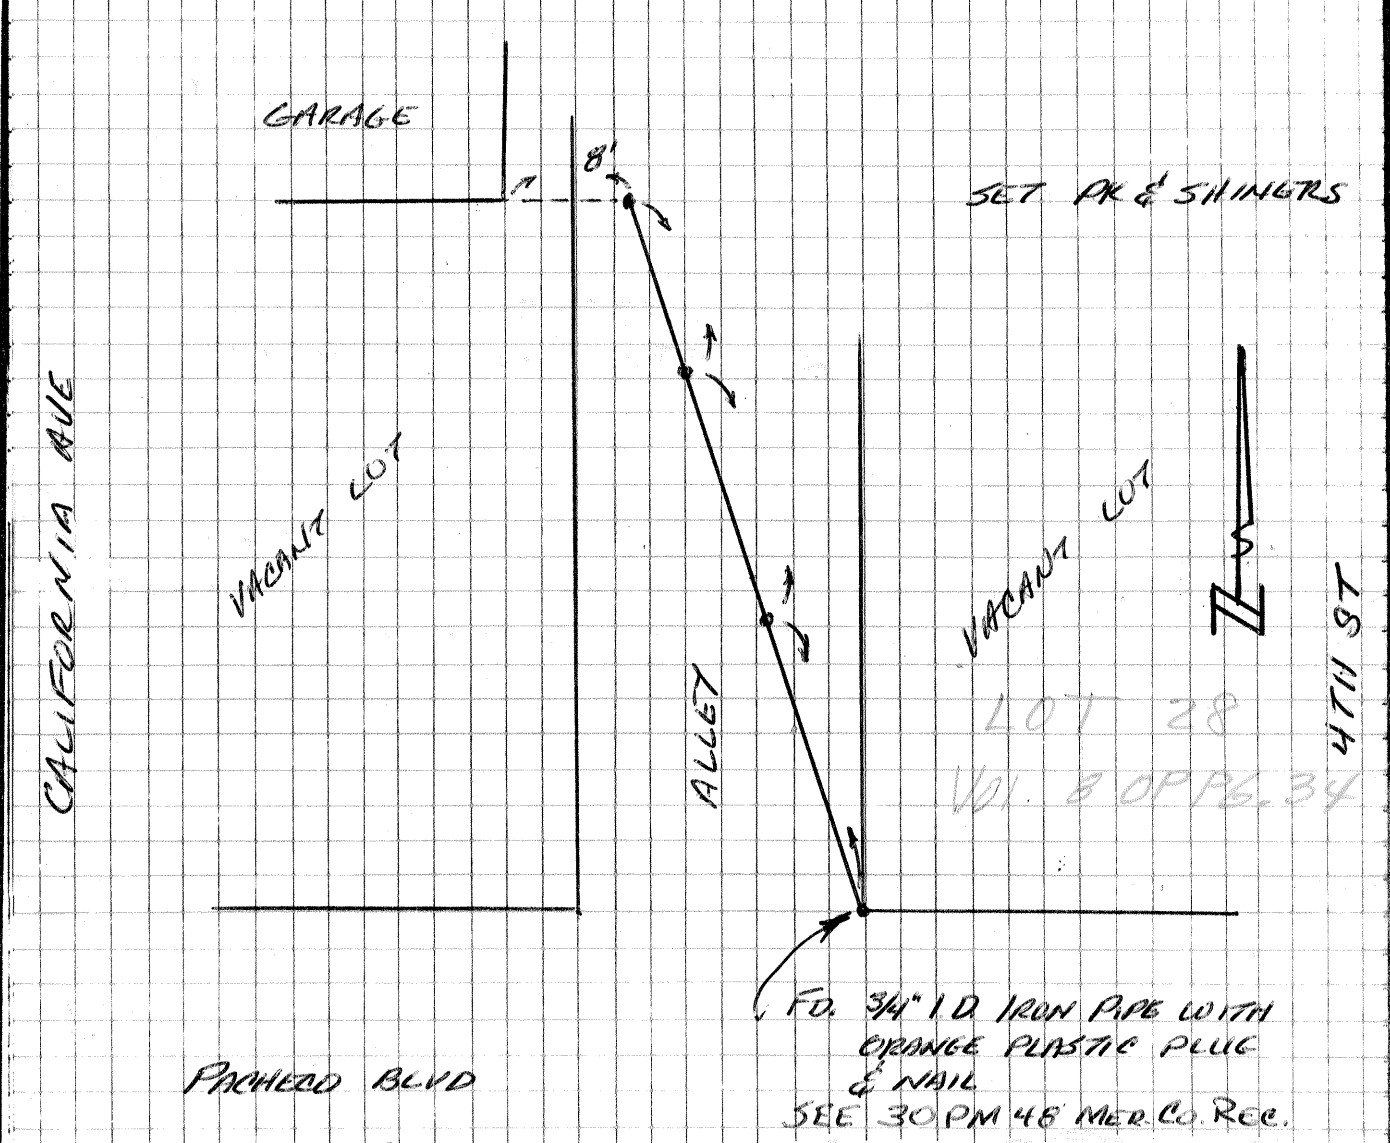 GARAGE
8'
SET PK & SHINERS
CALIFORNIA AVE
VACANT LOT
VACANT LOT
4TH ST
ALLEY
LOT 28
Vol 8 OP PG. 34
FD. 3/4" I.D. IRON PIPE WITH
ORANGE PLASTIC PLUG
& NAIL
SEE 30 PM 48 MER. CO. REC.
PACHECO BLVD